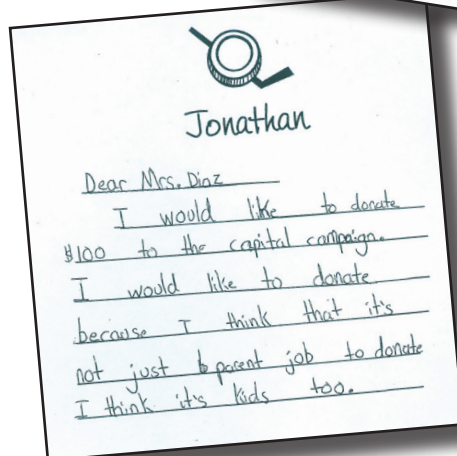 Jonathan
Dear Mrs. Diaz
I would like to donate
$100 to the capital campaign.
I would like to donate
because I think that it's
not just parent job to donate
I think it's kids too.